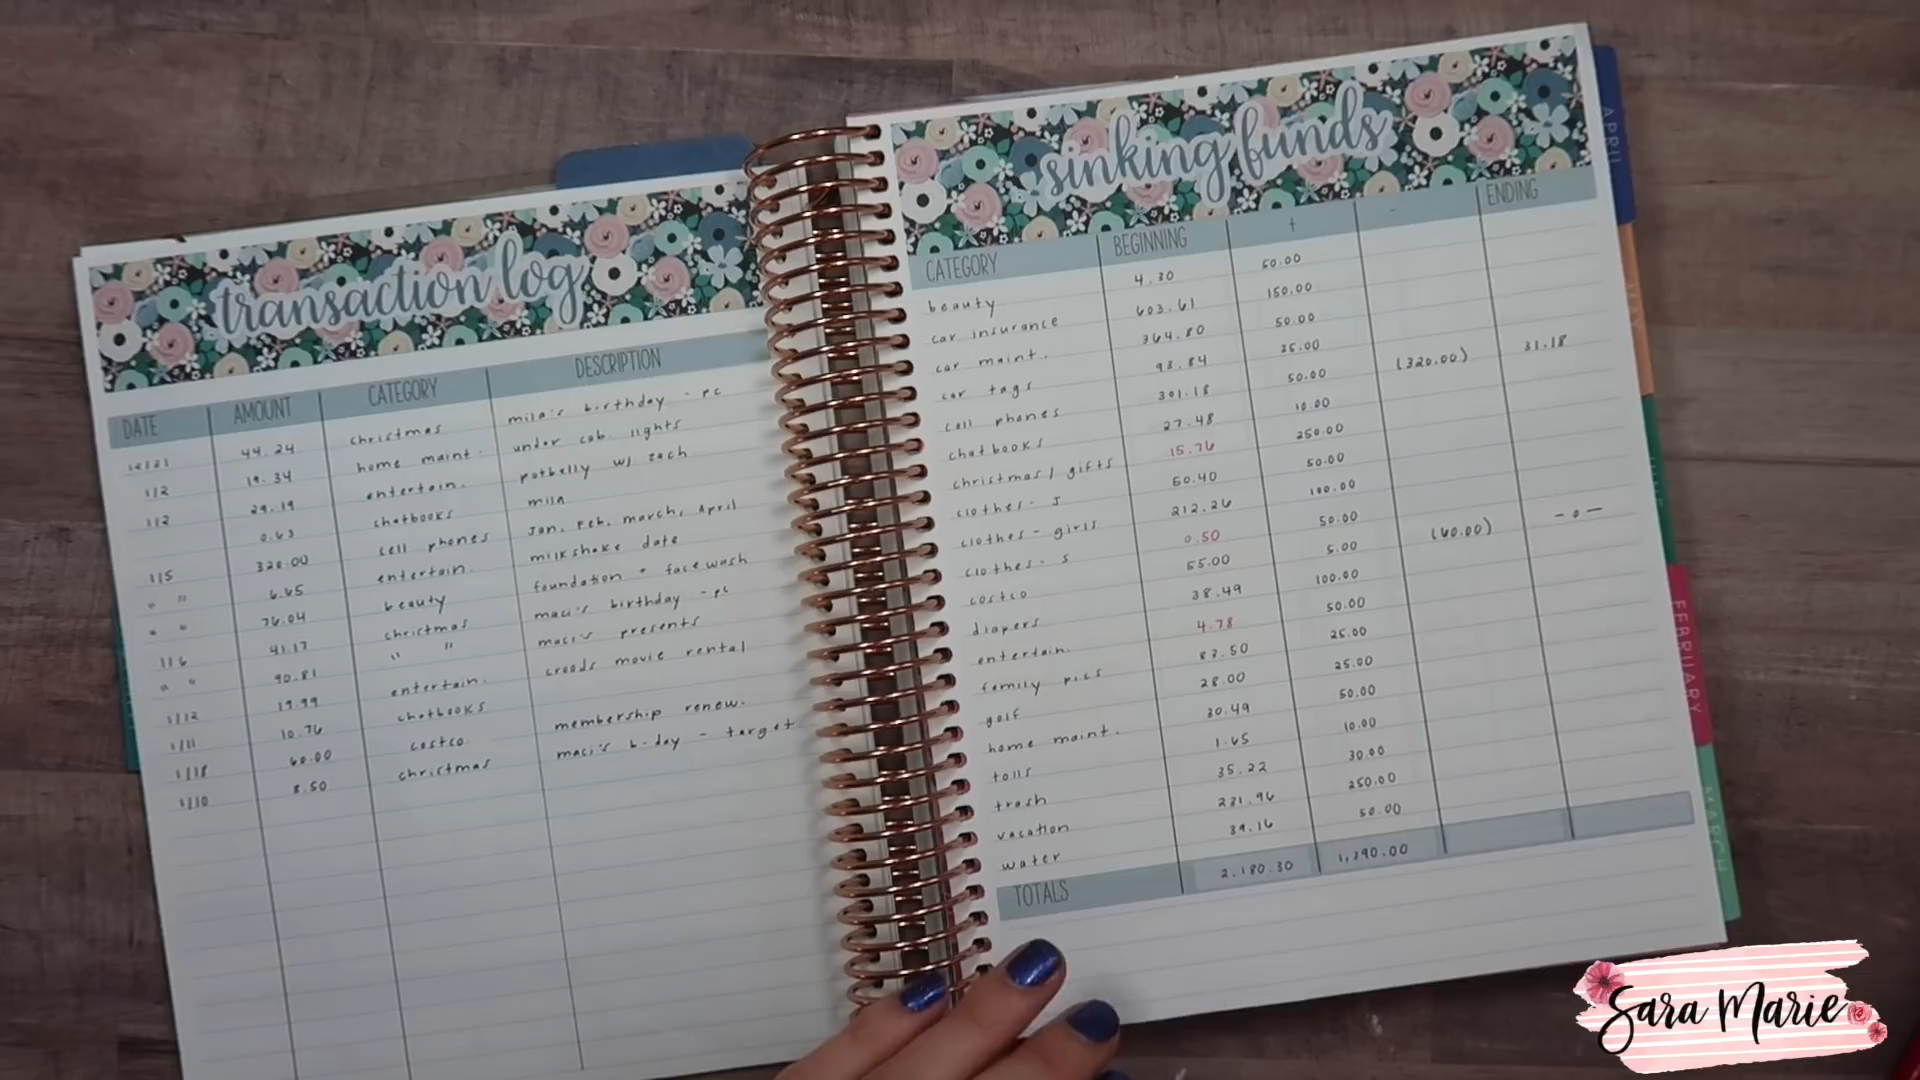 transaction log
DATE AMOUNT CATEGORY DESCRIPTION
12/21 44.24 christmas mila's birthday - pc
1/2 19.34 home maint. under cab. lights
1/2 29.19 entertain. potbelly w/ zach
0.63 chatbooks mila
1/5 320.00 cell phones Jan. Feb. march, April
" " 6.65 entertain. milkshake date
" " 76.04 beauty foundation + facewash
1/6 41.17 christmas maci's birthday - pc
" " 90.81 " " maci's presents
1/12 19.99 entertain. croods movie rental
1/11 10.76 chatbooks
1/18 60.00 costco membership renew.
1/10 8.50 christmas maci's b-day - target
sinking funds
CATEGORY BEGINNING + - ENDING
beauty 4.30 50.00
car insurance 603.61 150.00
car maint. 364.80 50.00
car tags 93.84 35.00
cell phones 301.18 50.00 (320.00) 31.18
chatbooks 27.48 10.00
christmas/gifts 15.76 250.00
clothes - J 50.40 50.00
clothes - girls 212.26 100.00
clothes - S 0.50 50.00
costco 55.00 5.00 (60.00) - 0 -
diapers 38.49 100.00
entertain. 4.78 50.00
family pics 83.50 25.00
golf 28.00 25.00
home maint. 30.49 50.00
tolls 1.65 10.00
trash 35.22 30.00
vacation 231.96 250.00
water 39.16 50.00
TOTALS 2,180.30 1,390.00
APRIL
MAY
JUNE
FEBRUARY
MARCH
Sara Marie